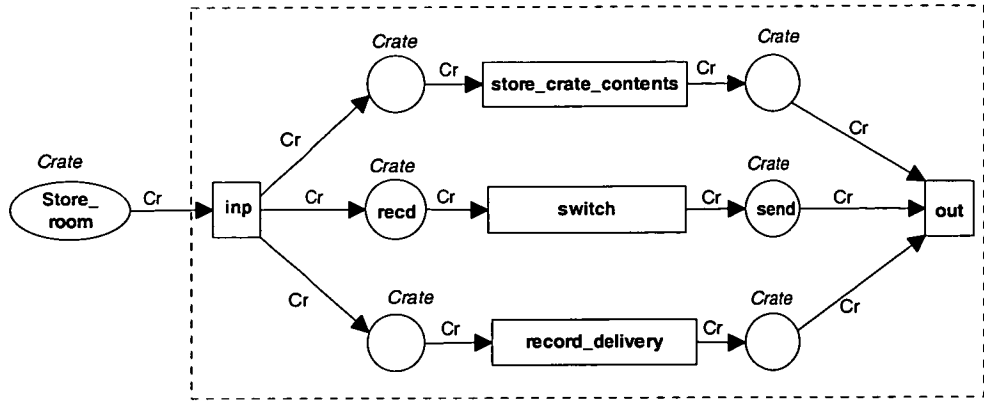 Crate
Crate
Cr
store_crate_contents
Cr
Cr
Cr
Crate
Store_
room
Cr
inp
Cr
Crate
recd
Cr
switch
Cr
Crate
send
Cr
out
Cr
Crate
Cr
record_delivery
Cr
Crate
Cr